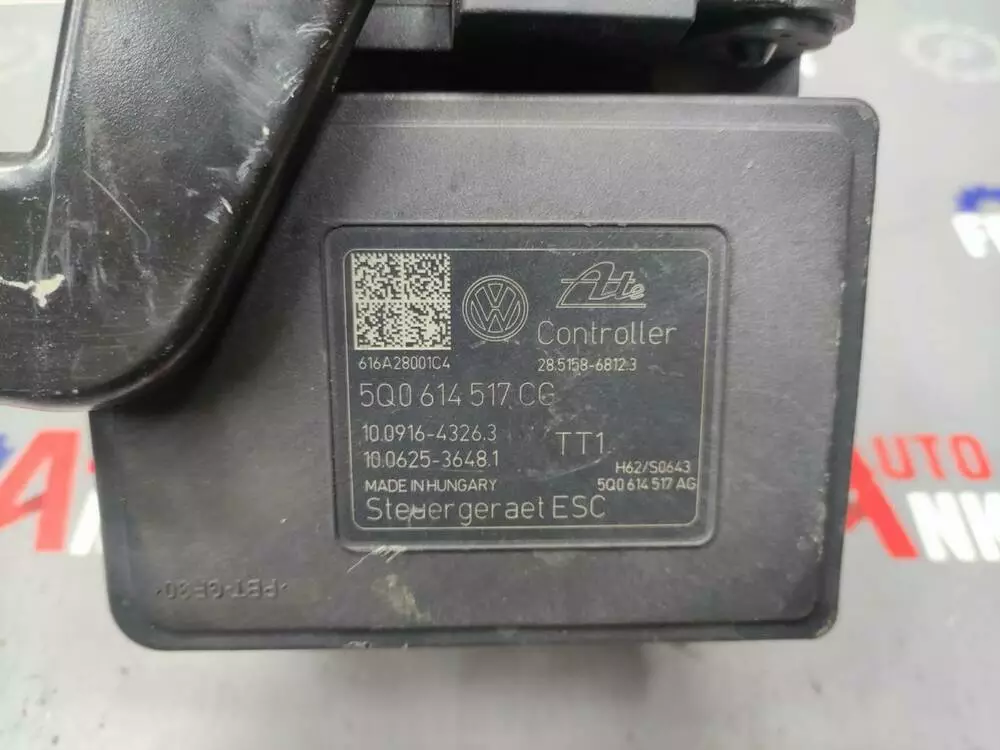 Ate
Controller
616A28001C4
28.5158-6812.3
5Q0 614 517 CG
10.0916-4326.3
TT1
10.0625-3648.1
H62/S0643
MADE IN HUNGARY
5Q0 614 517 AG
Steuergeraet ESC
›PET-GF30‹
AUTO